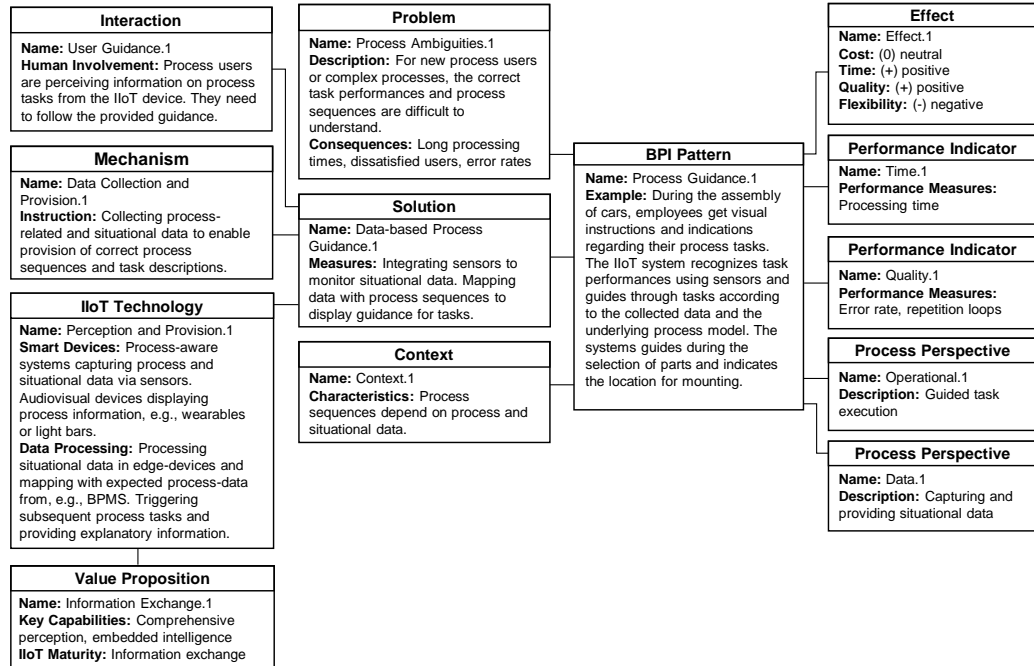 Interaction
Name: User Guidance.1
Human Involvement: Process users
are perceiving information on process
tasks from the IIoT device. They need
to follow the provided guidance.
Mechanism
Name: Data Collection and
Provision.1
Instruction: Collecting process-
related and situational data to enable
provision of correct process
sequences and task descriptions.
IIoT Technology
Name: Perception and Provision.1
Smart Devices: Process-aware
systems capturing process and
situational data via sensors.
Audiovisual devices displaying
process information, e.g., wearables
or light bars.
Data Processing: Processing
situational data in edge-devices and
mapping with expected process-data
from, e.g., BPMS. Triggering
subsequent process tasks and
providing explanatory information.
Value Proposition
Name: Information Exchange.1
Key Capabilities: Comprehensive
perception, embedded intelligence
IIoT Maturity: Information exchange
Problem
Name: Process Ambiguities.1
Description: For new process users
or complex processes, the correct
task performances and process
sequences are difficult to
understand.
Consequences: Long processing
times, dissatisfied users, error rates
Solution
Name: Data-based Process
Guidance.1
Measures: Integrating sensors to
monitor situational data. Mapping
data with process sequences to
display guidance for tasks.
Context
Name: Context.1
Characteristics: Process
sequences depend on process and
situational data.
BPI Pattern
Name: Process Guidance.1
Example: During the assembly
of cars, employees get visual
instructions and indications
regarding their process tasks.
The IIoT system recognizes task
performances using sensors and
guides through tasks according
to the collected data and the
underlying process model. The
systems guides during the
selection of parts and indicates
the location for mounting.
Effect
Name: Effect.1
Cost: (0) neutral
Time: (+) positive
Quality: (+) positive
Flexibility: (-) negative
Performance Indicator
Name: Time.1
Performance Measures:
Processing time
Performance Indicator
Name: Quality.1
Performance Measures:
Error rate, repetition loops
Process Perspective
Name: Operational.1
Description: Guided task
execution
Process Perspective
Name: Data.1
Description: Capturing and
providing situational data